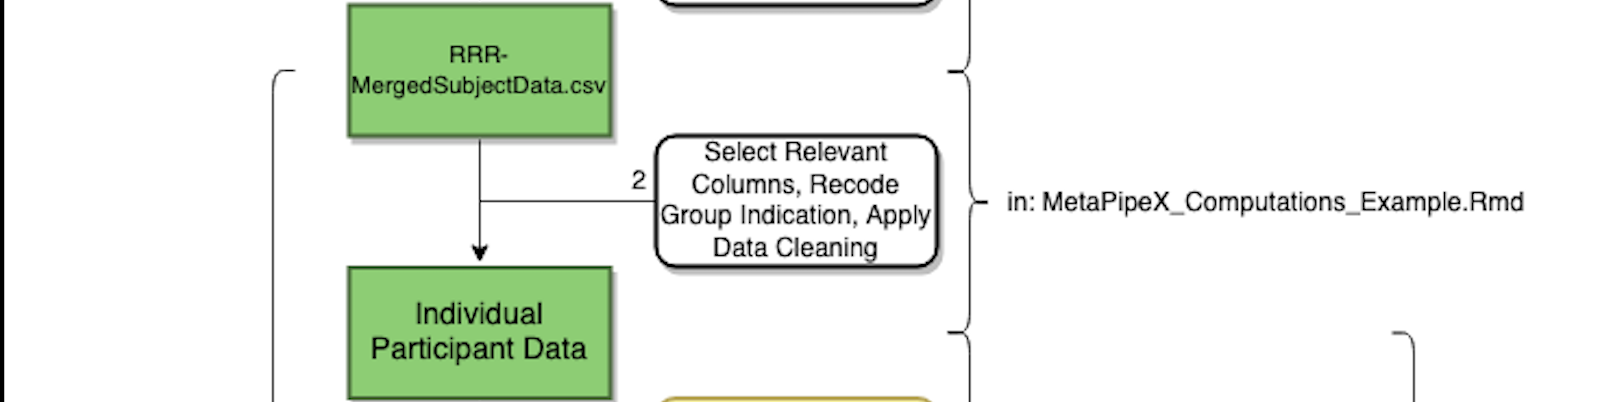 RRR-
MergedSubjectData.csv
2
Select Relevant
Columns, Recode
Group Indication, Apply
Data Cleaning
in: MetaPipeX_Computations_Example.Rmd
Individual
Participant Data